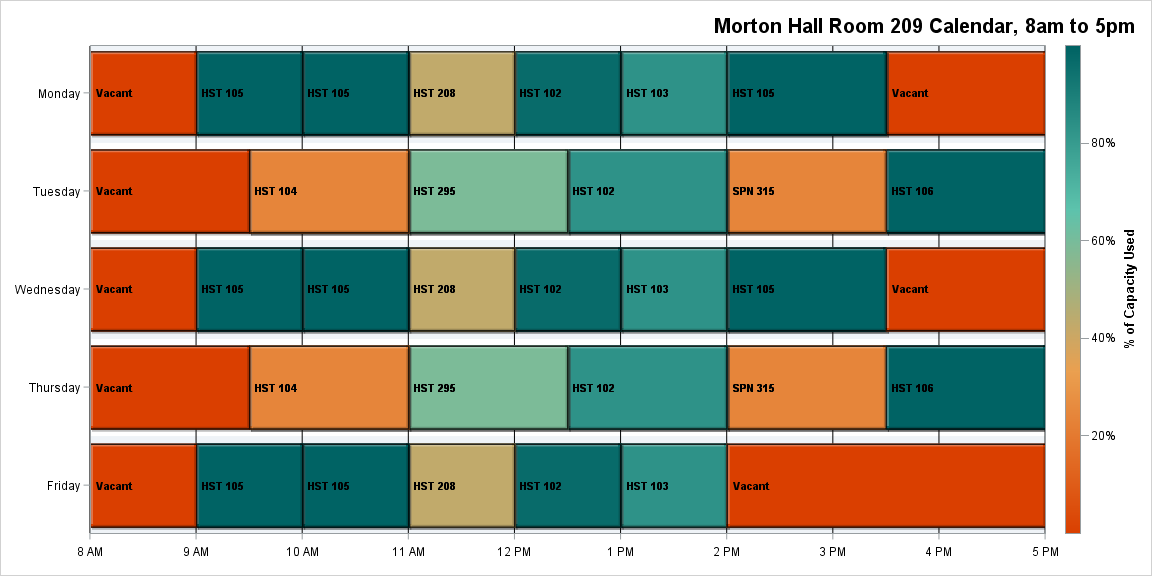 Morton Hall Room 209 Calendar, 8am to 5pm
Monday
Vacant
HST 105
HST 105
HST 208
HST 102
HST 103
HST 105
Vacant
Tuesday
Vacant
HST 104
HST 295
HST 102
SPN 315
HST 106
Wednesday
Vacant
HST 105
HST 105
HST 208
HST 102
HST 103
HST 105
Vacant
Thursday
Vacant
HST 104
HST 295
HST 102
SPN 315
HST 106
Friday
Vacant
HST 105
HST 105
HST 208
HST 102
HST 103
Vacant
8 AM
9 AM
10 AM
11 AM
12 PM
1 PM
2 PM
3 PM
4 PM
5 PM
80%
60%
40%
20%
% of Capacity Used